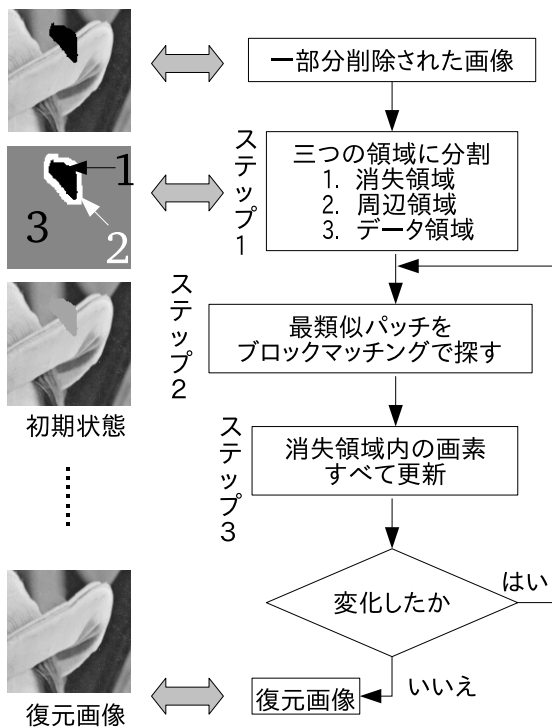 一部分削除された画像
ステップ1
三つの領域に分割
1. 消失領域
2. 周辺領域
3. データ領域
1
2
3
ステップ2
最類似パッチを
ブロックマッチングで探す
初期状態
ステップ3
消失領域内の画素
すべて更新
変化したか
はい
いいえ
復元画像
復元画像